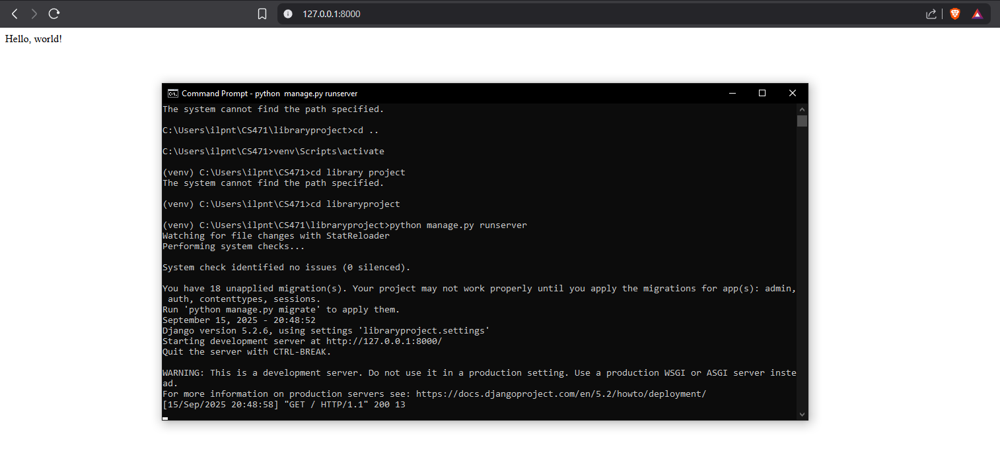 127.0.0.1:8000
Hello, world!
Command Prompt - python  manage.py runserver
The system cannot find the path specified.
C:\Users\ilpnt\CS471\libraryproject>cd ..
C:\Users\ilpnt\CS471>venv\Scripts\activate
(venv) C:\Users\ilpnt\CS471>cd library project
The system cannot find the path specified.
(venv) C:\Users\ilpnt\CS471>cd libraryproject
(venv) C:\Users\ilpnt\CS471\libraryproject>python manage.py runserver
Watching for file changes with StatReloader
Performing system checks...
System check identified no issues (0 silenced).
You have 18 unapplied migration(s). Your project may not work properly until you apply the migrations for app(s): admin,
 auth, contenttypes, sessions.
Run 'python manage.py migrate' to apply them.
September 15, 2025 - 20:48:52
Django version 5.2.6, using settings 'libraryproject.settings'
Starting development server at http://127.0.0.1:8000/
Quit the server with CTRL-BREAK.
WARNING: This is a development server. Do not use it in a production setting. Use a production WSGI or ASGI server inste
ad.
For more information on production servers see: https://docs.djangoproject.com/en/5.2/howto/deployment/
[15/Sep/2025 20:48:58] "GET / HTTP/1.1" 200 13